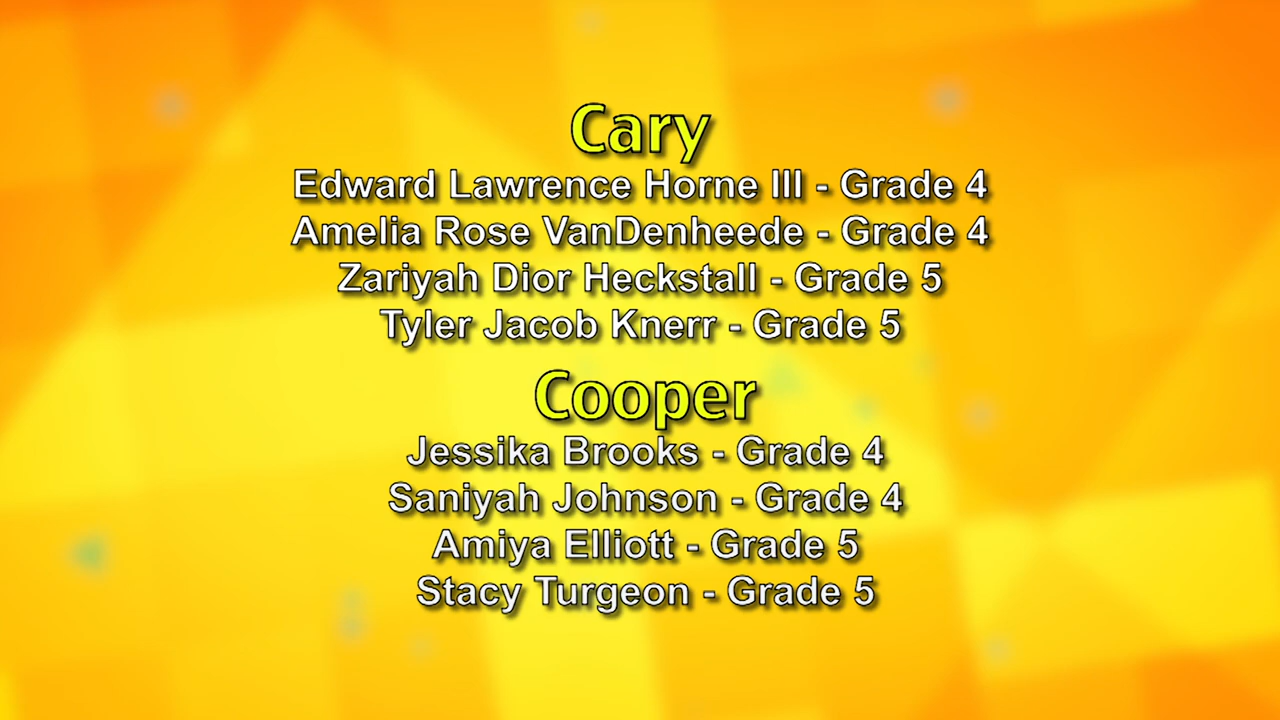 Cary
Edward Lawrence Horne III - Grade 4
Amelia Rose VanDenheede - Grade 4
Zariyah Dior Heckstall - Grade 5
Tyler Jacob Knerr - Grade 5
Cooper
Jessika Brooks - Grade 4
Saniyah Johnson - Grade 4
Amiya Elliott - Grade 5
Stacy Turgeon - Grade 5